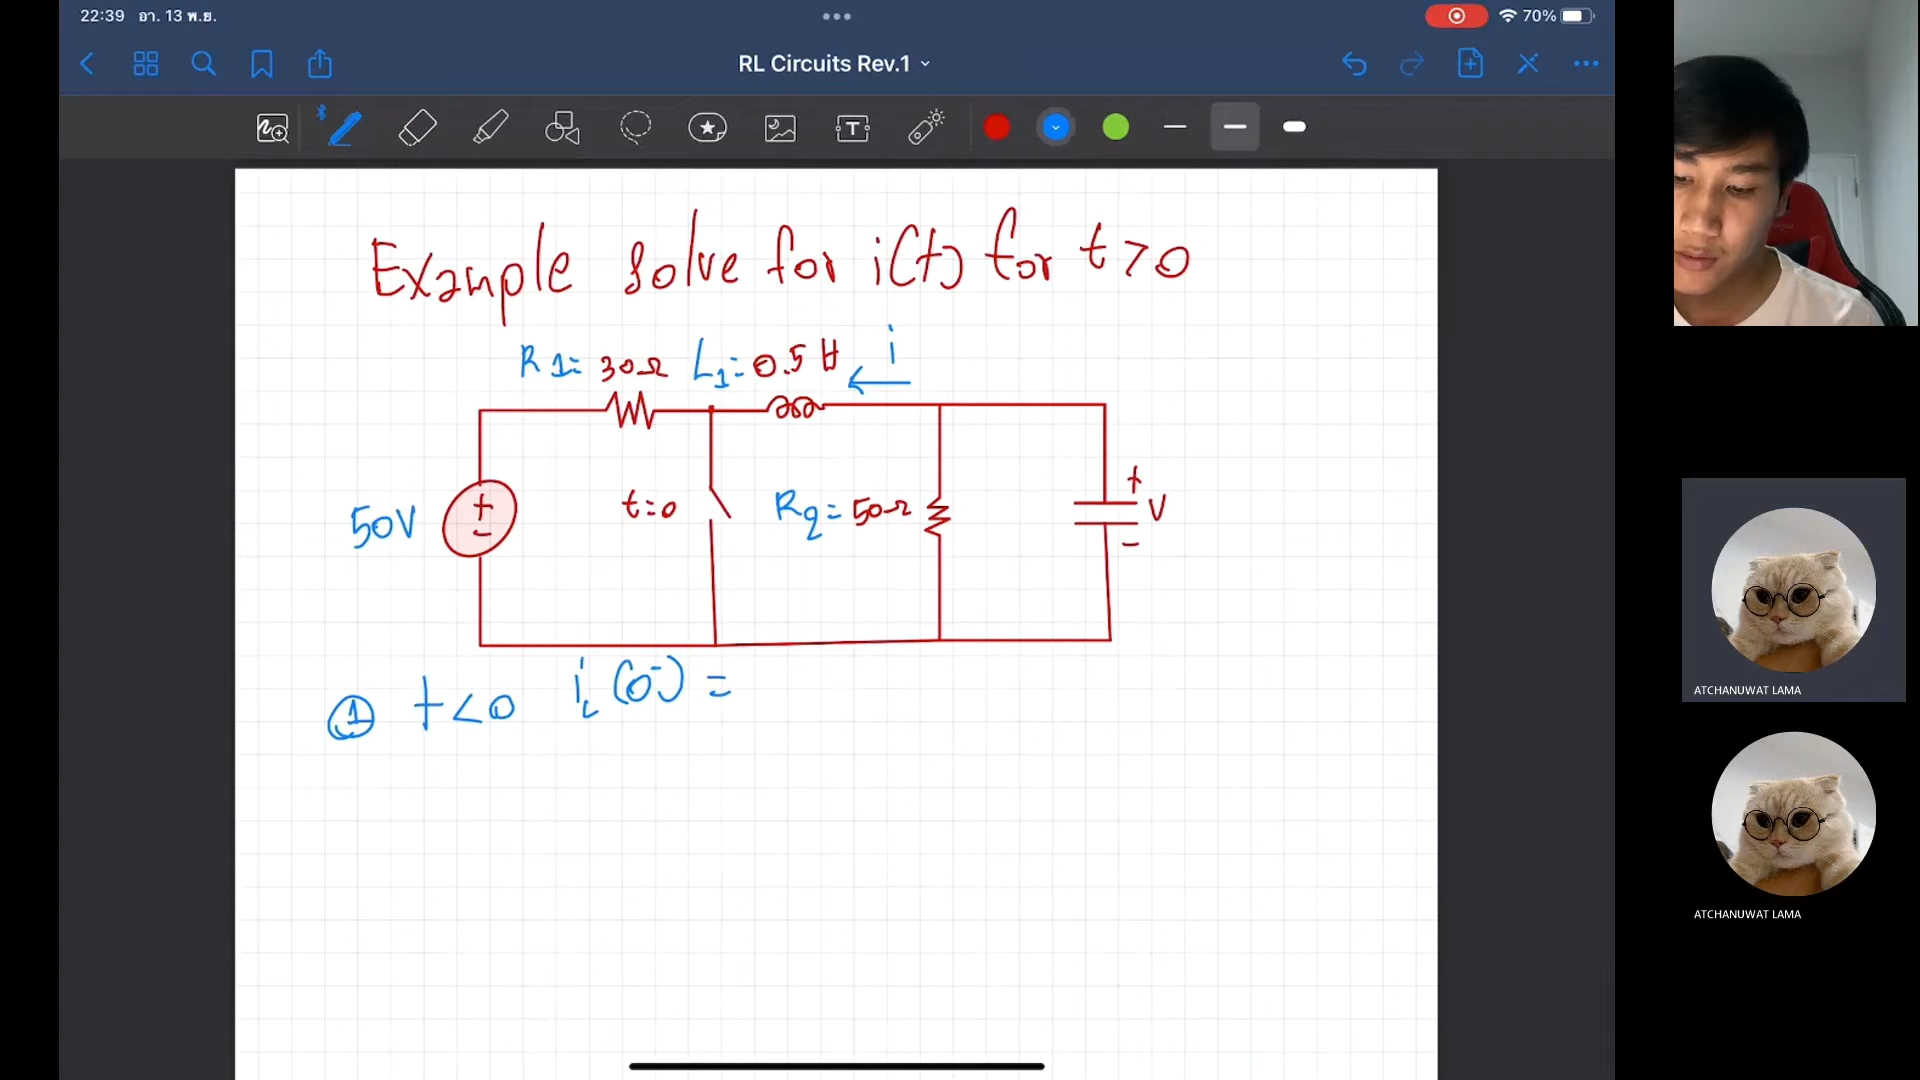 22:39 อา. 13 พ.ย.
70%
RL Circuits Rev.1
T
Example solve for i(t) for t>0
R1= 30Ω L1= 0.5 H i
50V + - t=0 R2= 50Ω + V -
① t<0 iL(0⁻) =
ATCHANUWAT LAMA
ATCHANUWAT LAMA